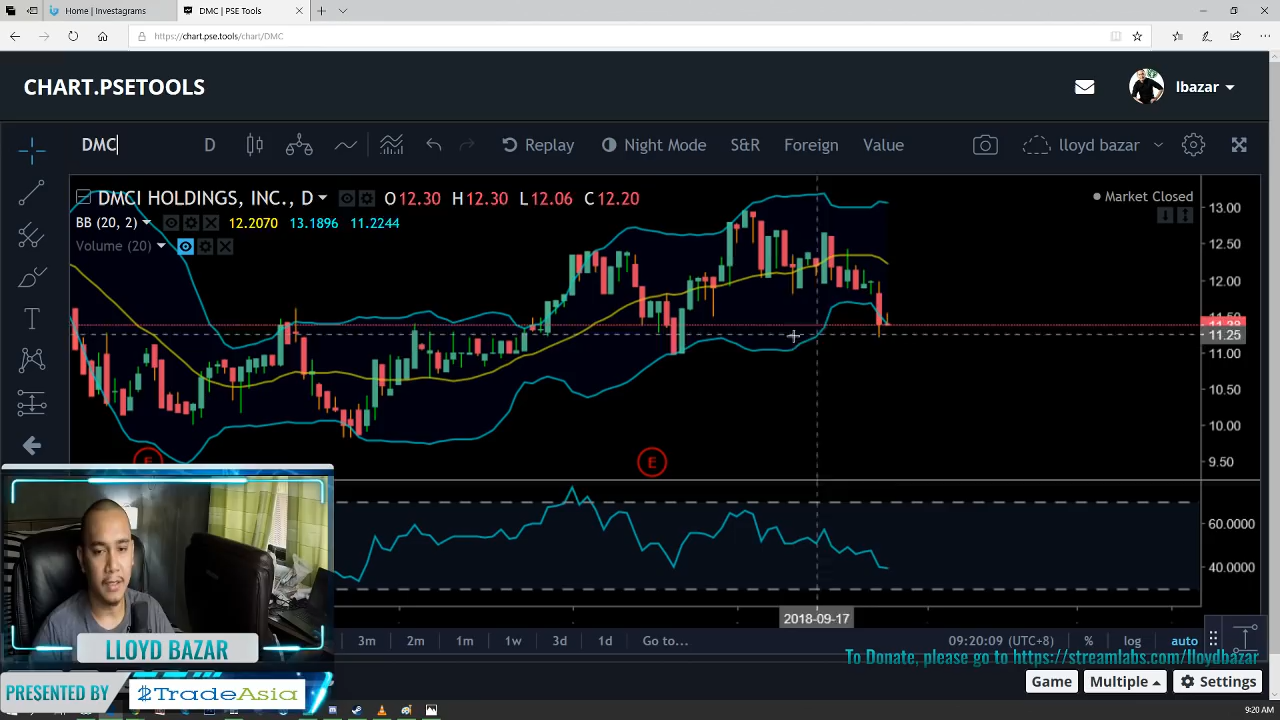 Home | Investagrams
DMC | PSE Tools
https://chart.pse.tools/chart/DMC
CHART.PSETOOLS
lbazar
DMC
D
Replay
Night Mode
S&R
Foreign
Value
lloyd bazar
DMCI HOLDINGS, INC., D
O12.30 H12.30 L12.06 C12.20
Market Closed
BB (20, 2)
12.2070 13.1896 11.2244
Volume (20)
13.00
12.50
12.00
11.25
11.00
10.50
10.00
9.50
E
E
60.0000
40.0000
2018-09-17
3m 2m 1m 1w 3d 1d Go to...
09:20:09 (UTC+8) % log auto
LLOYD BAZAR
To Donate, please go to https://streamlabs.com/lloydbazar
PRESENTED BY
$TradeAsia
Game
Multiple
Settings
9:20 AM